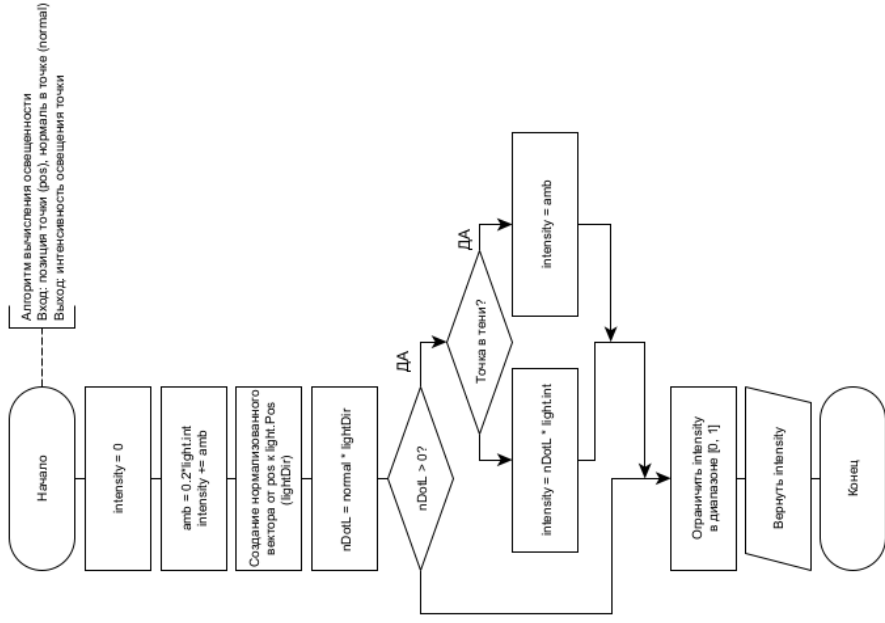 Алгоритм вычисления освещенности
Вход: позиция точки (pos), нормаль в точке (normal)
Выход: интенсивность освещения точки
Начало
intensity = 0
amb = 0.2*light.int
intensity += amb
Создание нормализованного
вектора от pos к light.Pos
(lightDir)
nDotL = normal * lightDir
nDotL > 0?
ДА
Точка в тени?
ДА
intensity = nDotL * light.int
intensity = amb
Ограничить intensity
в диапазоне [0, 1]
Вернуть intensity
Конец